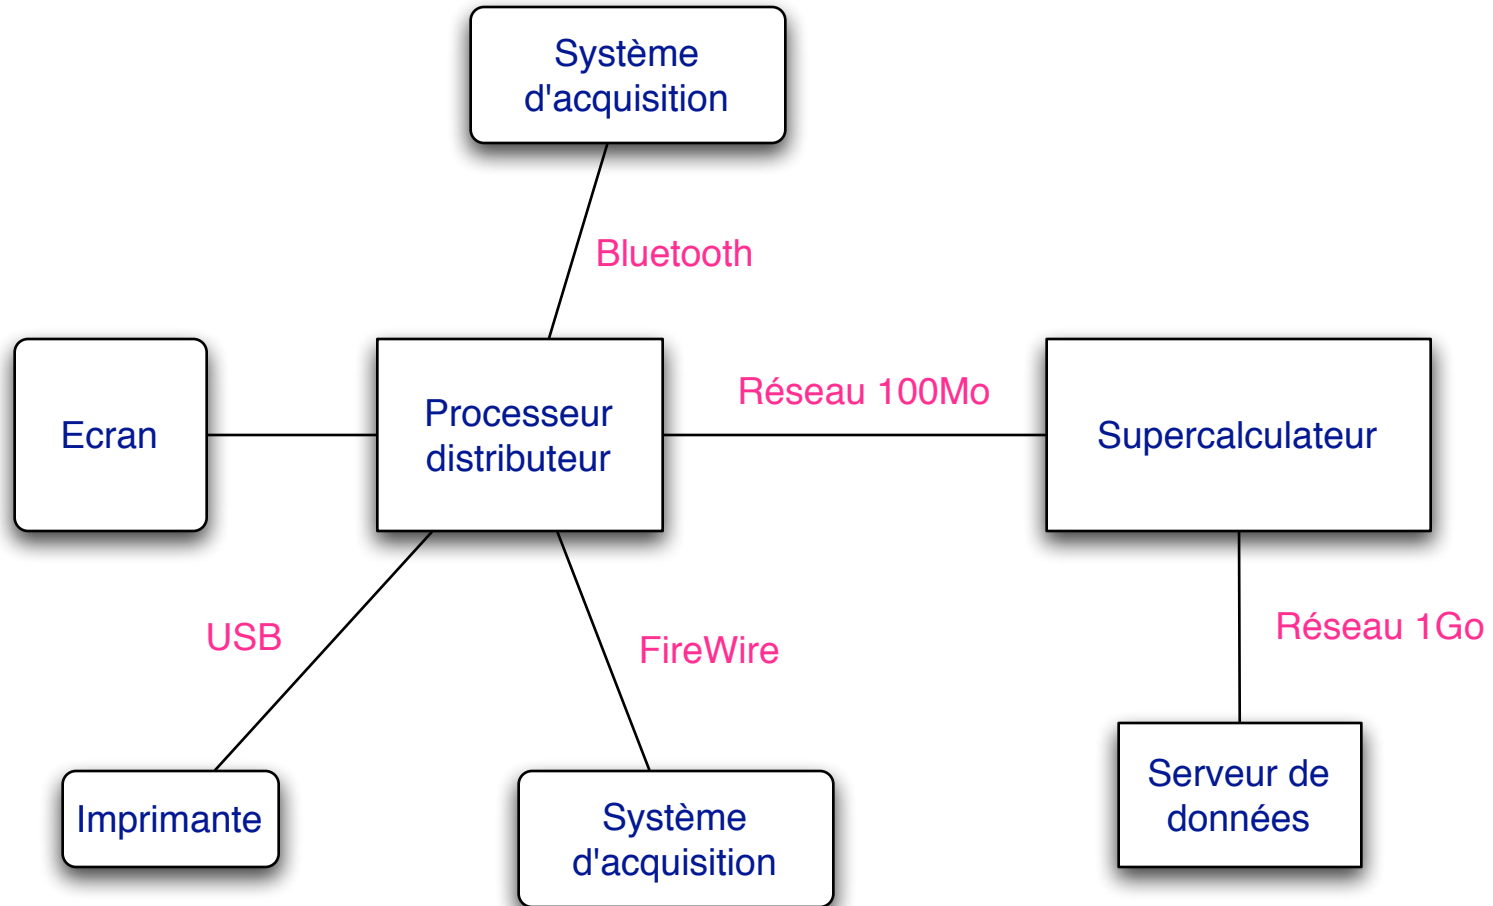 Système
d'acquisition
Bluetooth
Ecran
Processeur
distributeur
Réseau 100Mo
Supercalculateur
USB
FireWire
Réseau 1Go
Imprimante
Système
d'acquisition
Serveur de
données